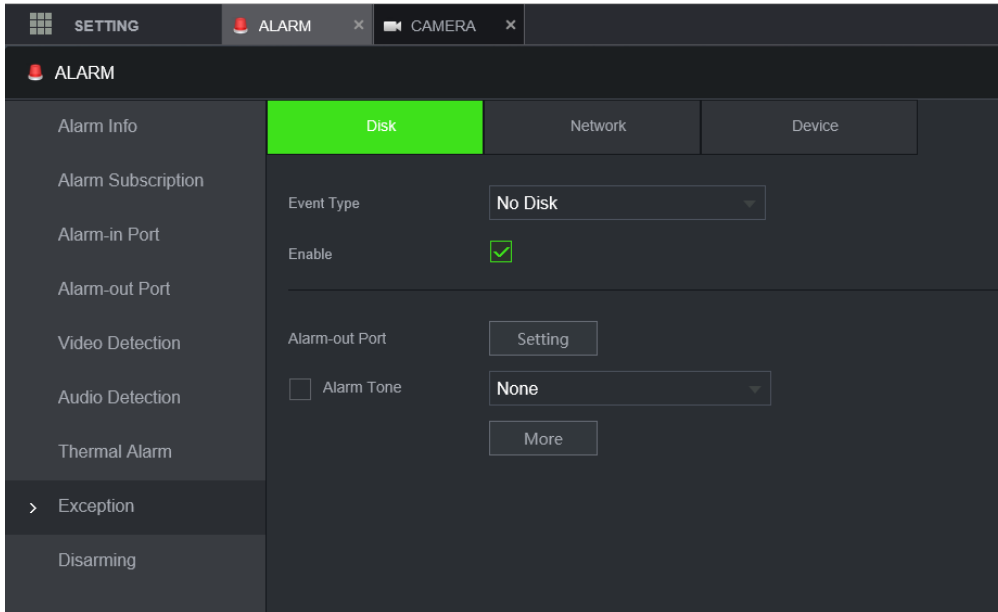 SETTING
ALARM
CAMERA
ALARM
Alarm Info
Alarm Subscription
Alarm-in Port
Alarm-out Port
Video Detection
Audio Detection
Thermal Alarm
Exception
Disarming
Disk Network Device
Event Type No Disk
Enable
Alarm-out Port Setting
Alarm Tone None
More